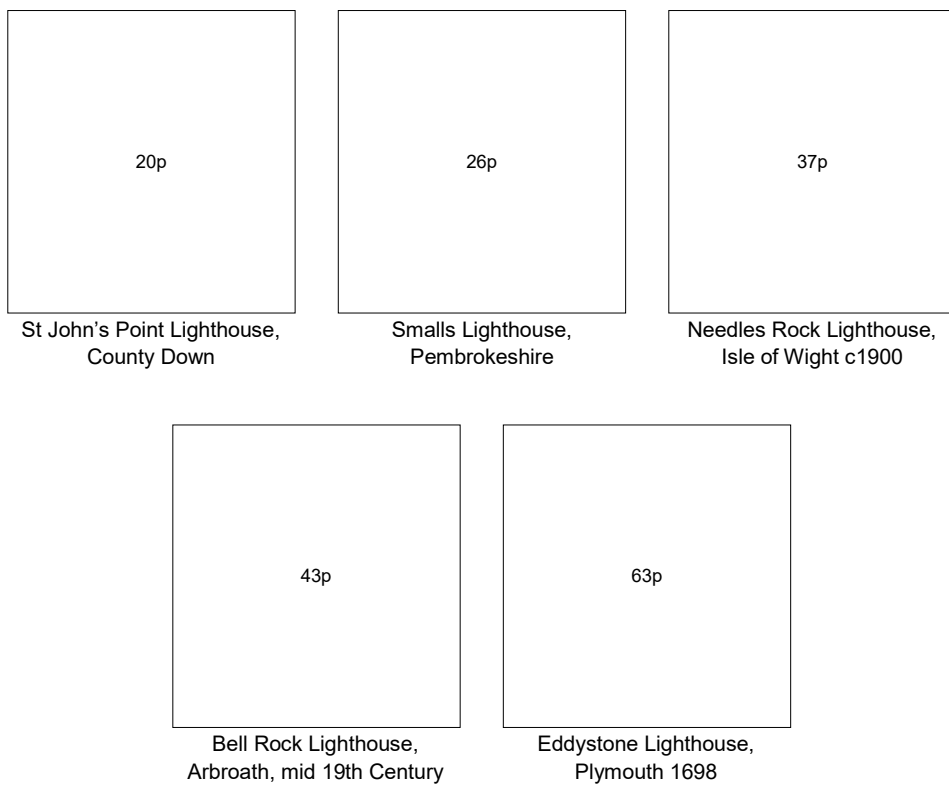 20p
26p
37p
St John’s Point Lighthouse,
County Down
Smalls Lighthouse,
Pembrokeshire
Needles Rock Lighthouse,
Isle of Wight c1900
43p
63p
Bell Rock Lighthouse,
Arbroath, mid 19th Century
Eddystone Lighthouse,
Plymouth 1698